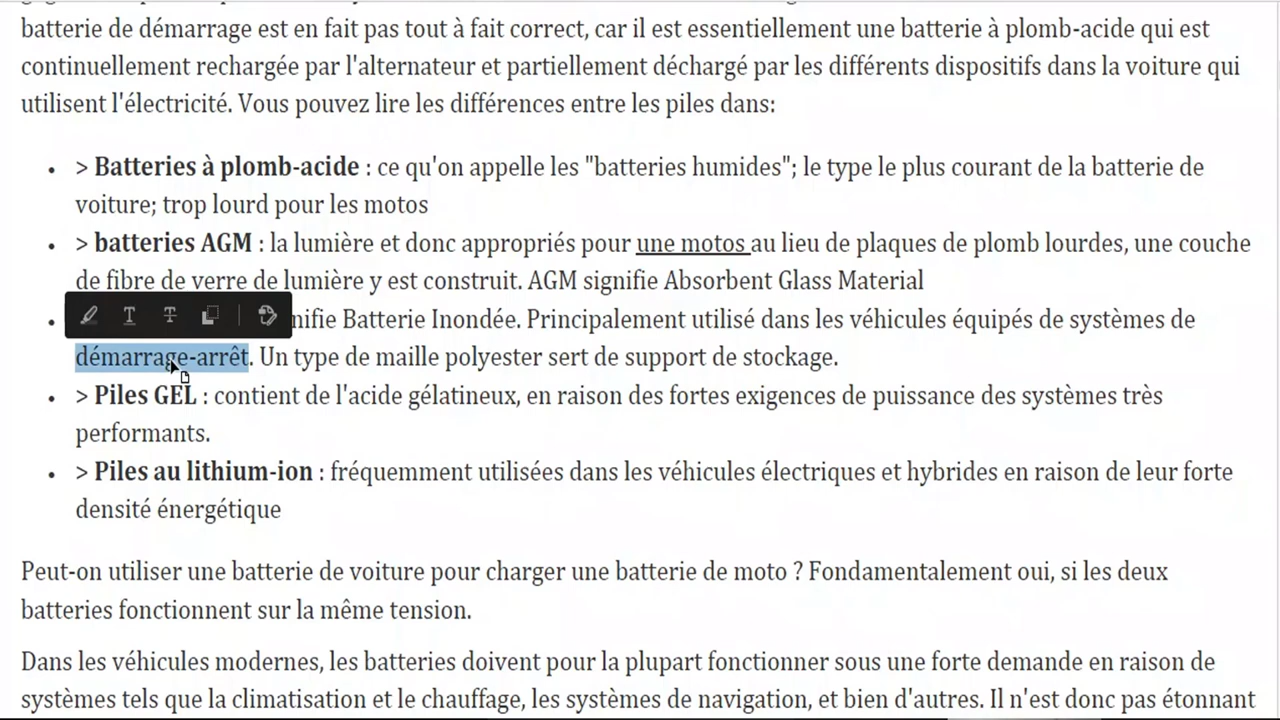 batterie de démarrage est en fait pas tout à fait correct, car il est essentiellement une batterie à plomb-acide qui est
continuellement rechargée par l'alternateur et partiellement déchargé par les différents dispositifs dans la voiture qui
utilisent l'électricité. Vous pouvez lire les différences entre les piles dans:
• > Batteries à plomb-acide : ce qu'on appelle les "batteries humides"; le type le plus courant de la batterie de
voiture; trop lourd pour les motos
• > batteries AGM : la lumière et donc appropriés pour une motos au lieu de plaques de plomb lourdes, une couche
de fibre de verre de lumière y est construit. AGM signifie Absorbent Glass Material
• nifie Batterie Inondée. Principalement utilisé dans les véhicules équipés de systèmes de
démarrage-arrêt. Un type de maille polyester sert de support de stockage.
• > Piles GEL : contient de l'acide gélatineux, en raison des fortes exigences de puissance des systèmes très
performants.
• > Piles au lithium-ion : fréquemment utilisées dans les véhicules électriques et hybrides en raison de leur forte
densité énergétique
Peut-on utiliser une batterie de voiture pour charger une batterie de moto ? Fondamentalement oui, si les deux
batteries fonctionnent sur la même tension.
Dans les véhicules modernes, les batteries doivent pour la plupart fonctionner sous une forte demande en raison de
systèmes tels que la climatisation et le chauffage, les systèmes de navigation, et bien d'autres. Il n'est donc pas étonnant